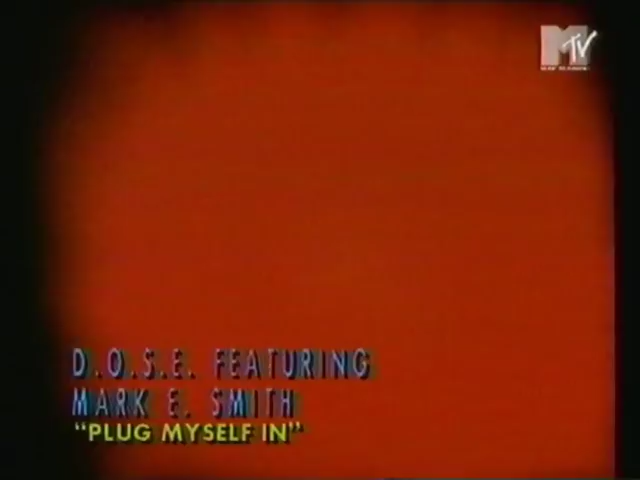 MTV
D.O.S.E. FEATURING
MARK E. SMITH
"PLUG MYSELF IN"